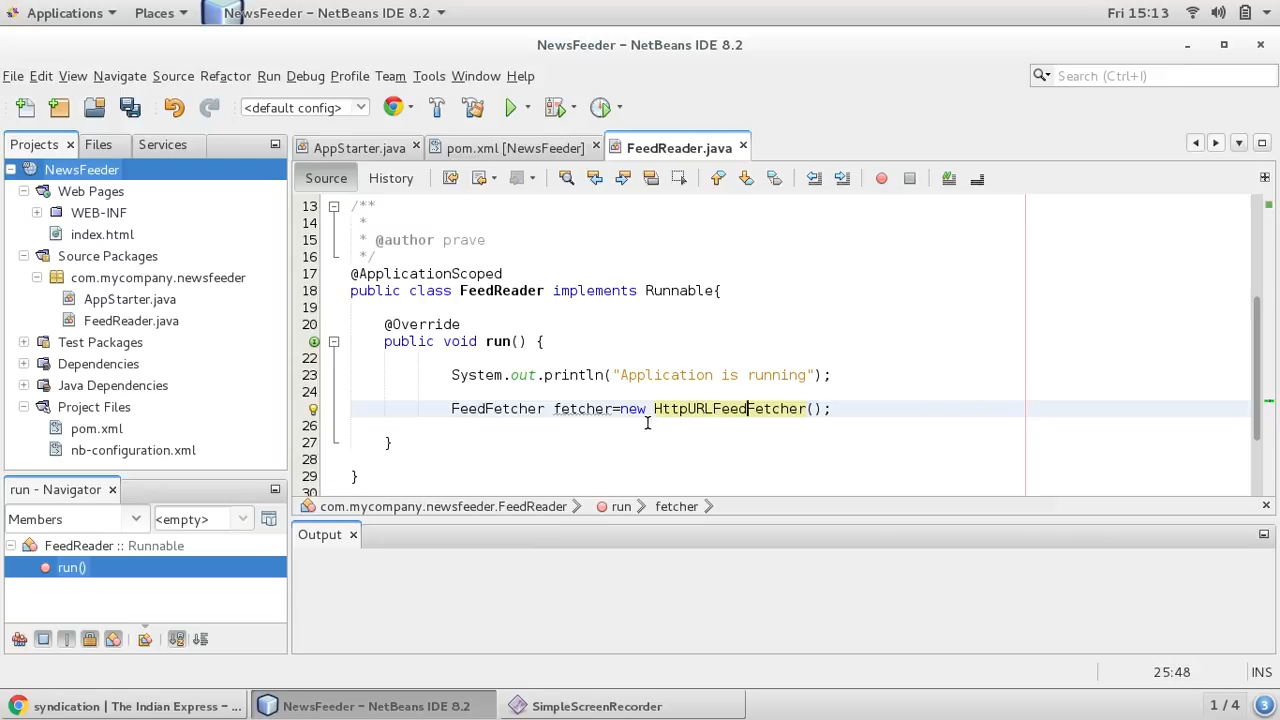 Applications Places NewsFeeder – NetBeans IDE 8.2 Fri 15:13
NewsFeeder – NetBeans IDE 8.2
File Edit View Navigate Source Refactor Run Debug Profile Team Tools Window Help
Search (Ctrl+I)
<default config>
Projects Files Services
AppStarter.java pom.xml [NewsFeeder] FeedReader.java
Source History
NewsFeeder
Web Pages
WEB-INF
index.html
Source Packages
com.mycompany.newsfeeder
AppStarter.java
FeedReader.java
Test Packages
Dependencies
Java Dependencies
Project Files
pom.xml
nb-configuration.xml
13 /**
14 *
15 * @author prave
16 */
17 @ApplicationScoped
18 public class FeedReader implements Runnable{
19
20 @Override
public void run() {
22
23 System.out.println("Application is running");
24
FeedFetcher fetcher=new HttpURLFeedFetcher();
26
27 }
28
29 }
30
com.mycompany.newsfeeder.FeedReader run fetcher
run - Navigator
Members <empty>
FeedReader :: Runnable
run()
Output
25:48 INS
syndication | The Indian Express – ... NewsFeeder – NetBeans IDE 8.2 SimpleScreenRecorder 1 / 4 3